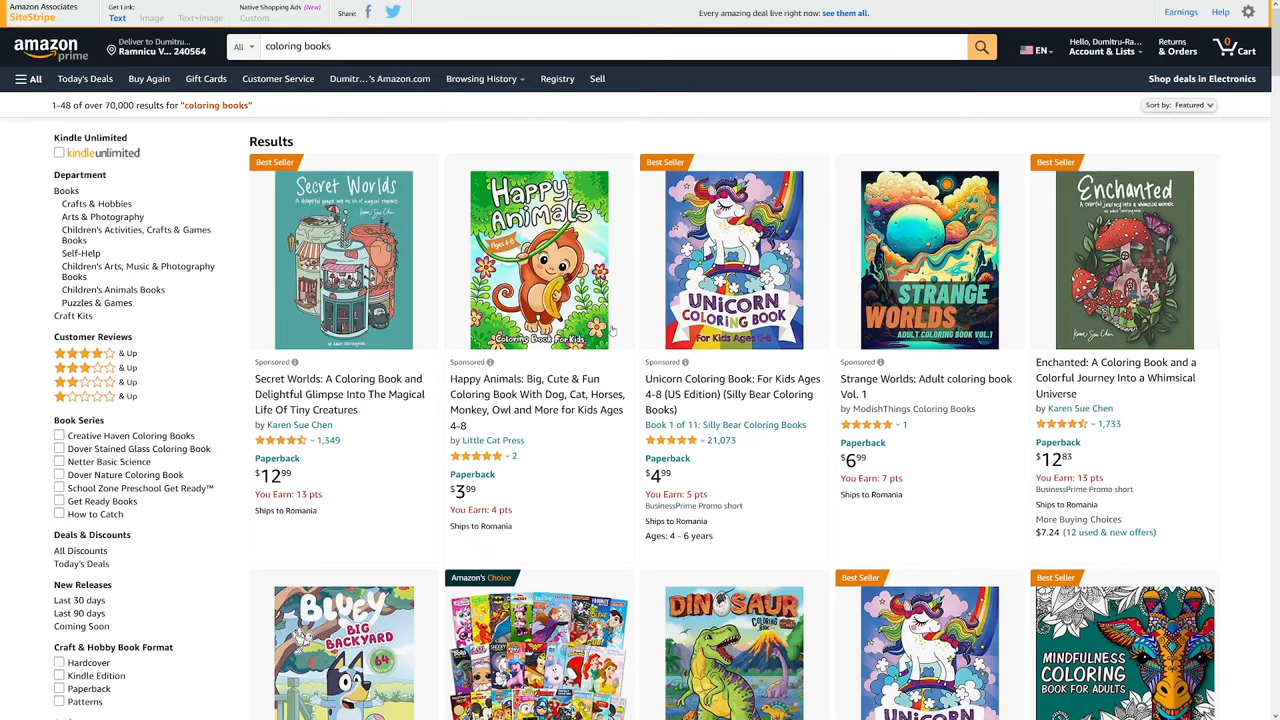 Amazon Associates
SiteStripe
Get Link:
Text Image Text+Image
Native Shopping Ads (New)
Custom
Share:
Every amazing deal live right now: see them all.
Earnings Help
amazon
prime
Deliver to Dumitru...
Ramnicu V... 240564
All
coloring books
EN
Hello, Dumitru-Ra...
Account & Lists
Returns
& Orders
0
Cart
All Today's Deals Buy Again Gift Cards Customer Service Dumitr...'s Amazon.com Browsing History Registry Sell
Shop deals in Electronics
1-48 of over 70,000 results for "coloring books"
Sort by: Featured
Kindle Unlimited
kindleunlimited
Department
Books
Crafts & Hobbies
Arts & Photography
Children's Activities, Crafts & Games
Books
Self-Help
Children's Arts, Music & Photography
Books
Children's Animals Books
Puzzles & Games
Craft Kits
Customer Reviews
& Up
& Up
& Up
& Up
Book Series
Creative Haven Coloring Books
Dover Stained Glass Coloring Book
Netter Basic Science
Dover Nature Coloring Book
School Zone Preschool Get Ready™
Get Ready Books
How to Catch
Deals & Discounts
All Discounts
Today's Deals
New Releases
Last 30 days
Last 90 days
Coming Soon
Craft & Hobby Book Format
Hardcover
Kindle Edition
Paperback
Patterns
Results
Best Seller
Secret Worlds
Karen Sue Chen
Sponsored
Secret Worlds: A Coloring Book and
Delightful Glimpse Into The Magical
Life Of Tiny Creatures
by Karen Sue Chen
1,349
Paperback
$12.99
You Earn: 13 pts
Ships to Romania
Happy
Animals
Coloring Book For Kids
Sponsored
Happy Animals: Big, Cute & Fun
Coloring Book With Dog, Cat, Horses,
Monkey, Owl and More for Kids Ages
4-8
by Little Cat Press
2
Paperback
$3.99
You Earn: 4 pts
Ships to Romania
Best Seller
UNICORN
COLORING BOOK
For Kids Ages 4-8
Sponsored
Unicorn Coloring Book: For Kids Ages
4-8 (US Edition) (Silly Bear Coloring
Books)
Book 1 of 11: Silly Bear Coloring Books
21,073
Paperback
$4.99
You Earn: 5 pts
BusinessPrime Promo short
Ships to Romania
Ages: 4 - 6 years
STRANGE
WORLDS
ADULT COLORING BOOK VOL.1
Sponsored
Strange Worlds: Adult coloring book
Vol. 1
by ModishThings Coloring Books
1
Paperback
$6.99
You Earn: 7 pts
Ships to Romania
Best Seller
Enchanted
Karen Sue Chen
Enchanted: A Coloring Book and a
Colorful Journey Into a Whimsical
Universe
by Karen Sue Chen
1,733
Paperback
$12.83
You Earn: 13 pts
BusinessPrime Promo short
Ships to Romania
More Buying Choices
$7.24 (12 used & new offers)
BLUEY
BIG
BACKYARD
64
Amazon's Choice
DINOSAUR
COLORING BOOK
Best Seller
UNICORN
Best Seller
MINDFULNESS
COLORING
BOOK FOR ADULTS